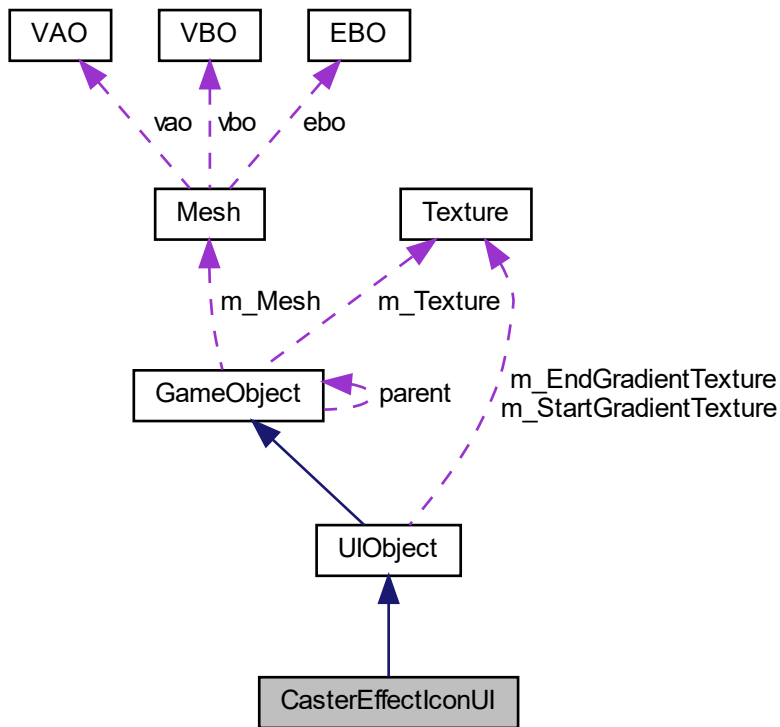 VAO
VBO
EBO
vao
vbo
ebo
Mesh
Texture
m_Mesh
m_Texture
GameObject
parent
m_EndGradientTexture
m_StartGradientTexture
UIObject
CasterEffectIconUI